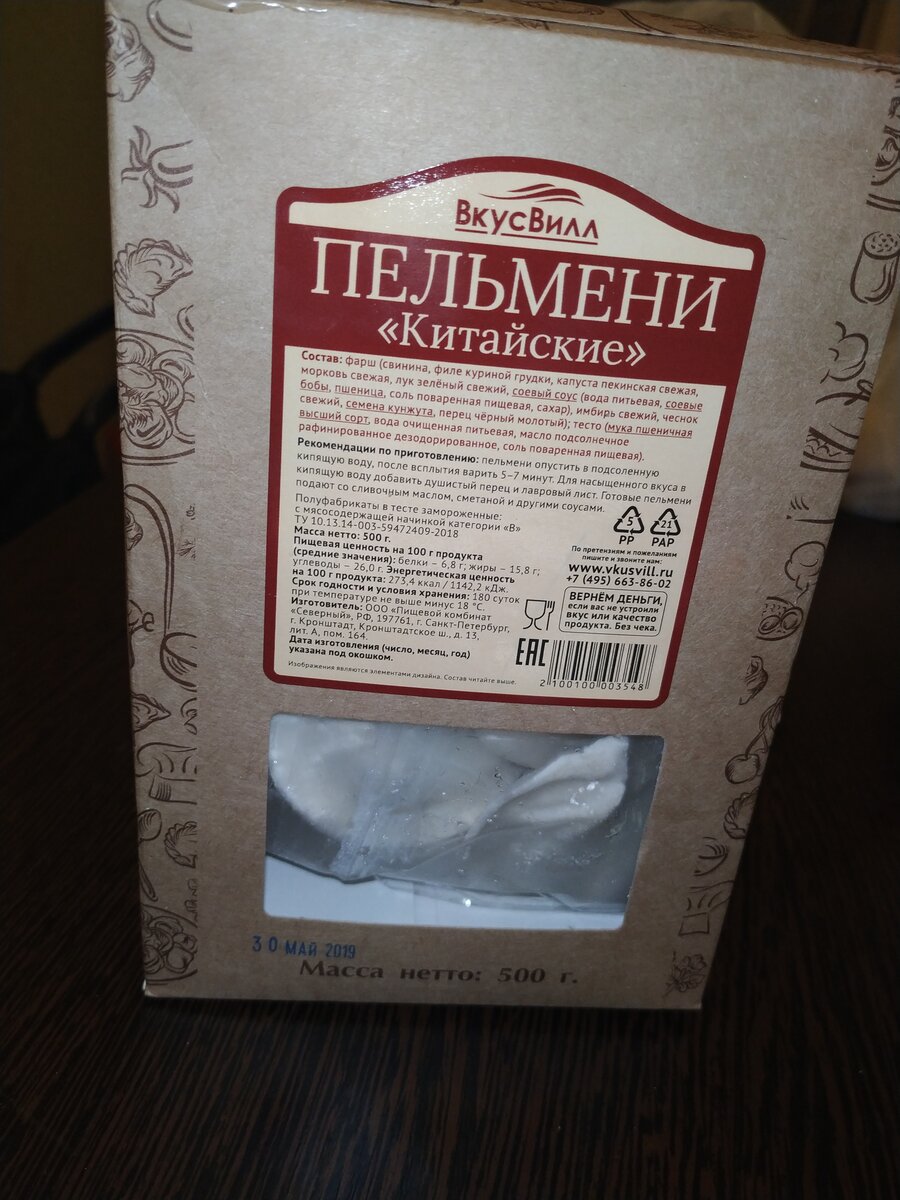 ВкусВилл
ПЕЛЬМЕНИ
«Китайские»
Состав: фарш (свинина, филе куриной грудки, капуста пекинская свежая,
морковь свежая, лук зелёный свежий, соевый соус (вода питьевая, соевые
бобы, пшеница, соль поваренная пищевая, сахар), имбирь свежий, чеснок
свежий, семена кунжута, перец чёрный молотый); тесто (мука пшеничная
высший сорт, вода очищенная питьевая, масло подсолнечное
рафинированное дезодорированное, соль поваренная пищевая).
Рекомендации по приготовлению: пельмени опустить в подсоленную
кипящую воду, после всплытия варить 5–7 минут. Для насыщенного вкуса в
кипящую воду добавить душистый перец и лавровый лист. Готовые пельмени
подают со сливочным маслом, сметаной и другими соусами.
Полуфабрикаты в тесте замороженные:
с мясосодержащей начинкой категории «В»
ТУ 10.13.14-003-59472409-2018
Масса нетто: 500 г.
Пищевая ценность на 100 г продукта
(средние значения): белки – 6,8 г; жиры – 15,8 г;
углеводы – 26,0 г. Энергетическая ценность
на 100 г продукта: 273,4 ккал / 1142,2 кДж.
Срок годности и условия хранения: 180 суток
при температуре не выше минус 18 °С.
Изготовитель: ООО «Пищевой комбинат
«Северный», РФ, 197761, г. Санкт-Петербург,
г. Кронштадт, Кронштадтское ш., д. 13,
лит. А, пом. 164.
Дата изготовления (число, месяц, год)
указана под окошком.
Изображения являются элементами дизайна. Состав читайте выше.
5 21
PP PAP
По претензиям и пожеланиям
пишите и звоните нам:
www.vkusvill.ru
+7 (495) 663-86-02
ВЕРНЁМ ДЕНЬГИ,
если вас не устроили
вкус или качество
продукта. Без чека.
EAC
2 100100 003548
30 МАЙ 2019
Масса нетто: 500 г.